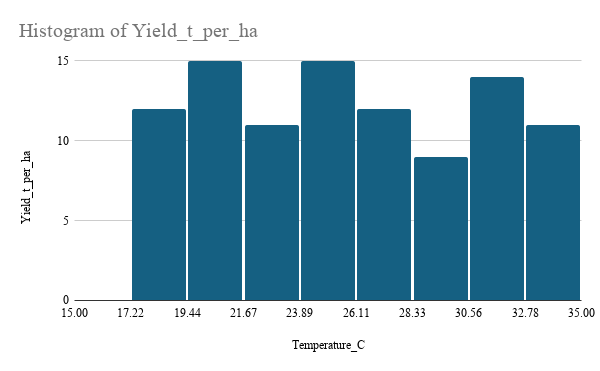 Histogram of Yield_t_per_ha
15
10
5
0
Yield_t_per_ha
15.00 17.22 19.44 21.67 23.89 26.11 28.33 30.56 32.78 35.00
Temperature_C